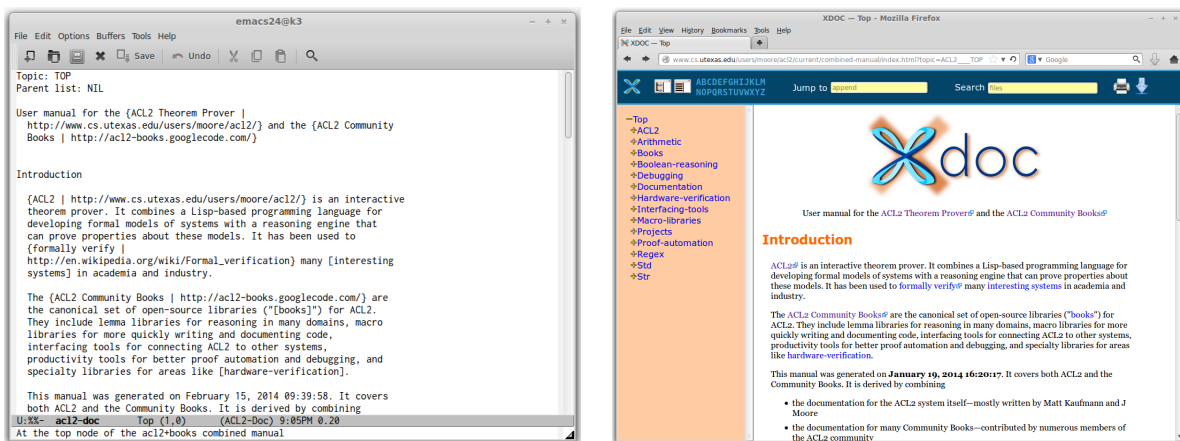 emacs24@k3
File Edit Options Buffers Tools Help
Save Undo
Topic: TOP
Parent list: NIL
User manual for the {ACL2 Theorem Prover |
http://www.cs.utexas.edu/users/moore/acl2/} and the {ACL2 Community
Books | http://acl2-books.googlecode.com/}
Introduction
{ACL2 | http://www.cs.utexas.edu/users/moore/acl2/} is an interactive
theorem prover. It combines a Lisp-based programming language for
developing formal models of systems with a reasoning engine that
can prove properties about these models. It has been used to
{formally verify |
http://en.wikipedia.org/wiki/Formal_verification} many [interesting
systems] in academia and industry.
The {ACL2 Community Books | http://acl2-books.googlecode.com/} are
the canonical set of open-source libraries ("[books]") for ACL2.
They include lemma libraries for reasoning in many domains, macro
libraries for more quickly writing and documenting code,
interfacing tools for connecting ACL2 to other systems,
productivity tools for better proof automation and debugging, and
specialty libraries for areas like [hardware-verification].
This manual was generated on February 15, 2014 09:39:58. It covers
both ACL2 and the Community Books. It is derived by combining
U:%%- acl2-doc Top (1,0) (ACL2-Doc) 9:05PM 0.20
At the top node of the acl2+books combined manual
XDOC — Top - Mozilla Firefox
File Edit View History Bookmarks Tools Help
XDOC — Top
www.cs.utexas.edu/users/moore/acl2/current/combined-manual/index.html?topic=ACL2____TOP
Google
ABCDEFGHIJKLM
NOPQRSTUVWXYZ
Jump to append
Search files
Top
ACL2
Arithmetic
Books
Boolean-reasoning
Debugging
Documentation
Hardware-verification
Interfacing-tools
Macro-libraries
Projects
Proof-automation
Regex
Std
Str
Xdoc
User manual for the ACL2 Theorem Prover and the ACL2 Community Books
Introduction
ACL2 is an interactive theorem prover. It combines a Lisp-based programming language for
developing formal models of systems with a reasoning engine that can prove properties about
these models. It has been used to formally verify many interesting systems in academia and
industry.
The ACL2 Community Books are the canonical set of open-source libraries ("books") for
ACL2. They include lemma libraries for reasoning in many domains, macro libraries for more
quickly writing and documenting code, interfacing tools for connecting ACL2 to other systems,
productivity tools for better proof automation and debugging, and specialty libraries for areas
like hardware-verification.
This manual was generated on January 19, 2014 16:20:17. It covers both ACL2 and the
Community Books. It is derived by combining
• the documentation for the ACL2 system itself—mostly written by Matt Kaufmann and J
Moore
• the documentation for many Community Books—contributed by numerous members of
the ACL2 community